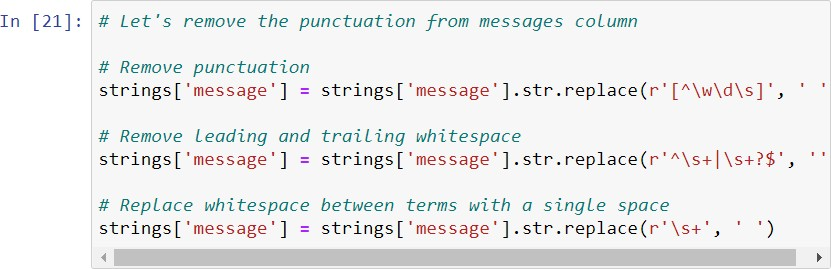 In [21]: # Let's remove the punctuation from messages column
# Remove punctuation
strings['message'] = strings['message'].str.replace(r'[^\w\d\s]', ' '
# Remove leading and trailing whitespace
strings['message'] = strings['message'].str.replace(r'^\s+|\s+?$', ''
# Replace whitespace between terms with a single space
strings['message'] = strings['message'].str.replace(r'\s+', ' ')